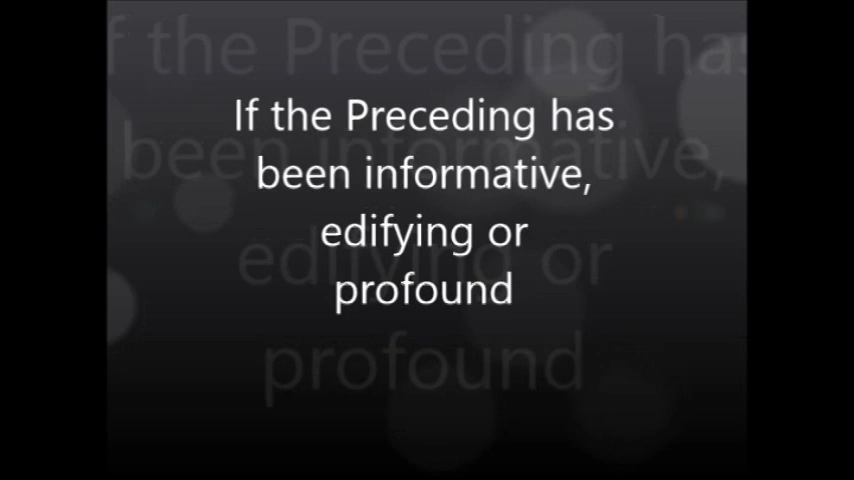 If the Preceding has
been informative,
edifying or
profound